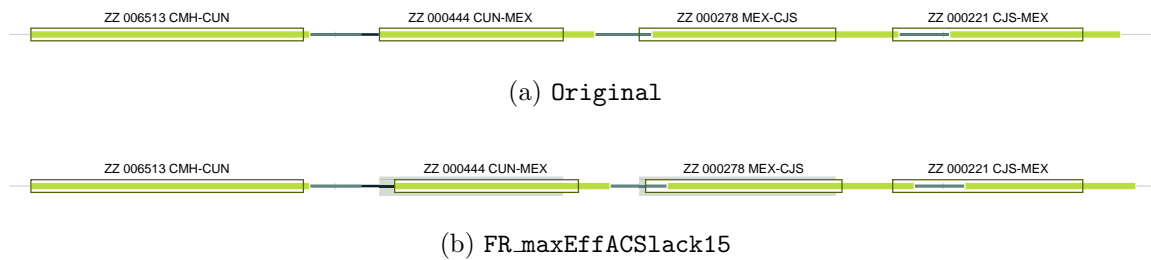 ZZ 006513 CMH-CUN ZZ 000444 CUN-MEX ZZ 000278 MEX-CJS ZZ 000221 CJS-MEX
(a) Original
ZZ 006513 CMH-CUN ZZ 000444 CUN-MEX ZZ 000278 MEX-CJS ZZ 000221 CJS-MEX
(b) FR_maxEffACSlack15